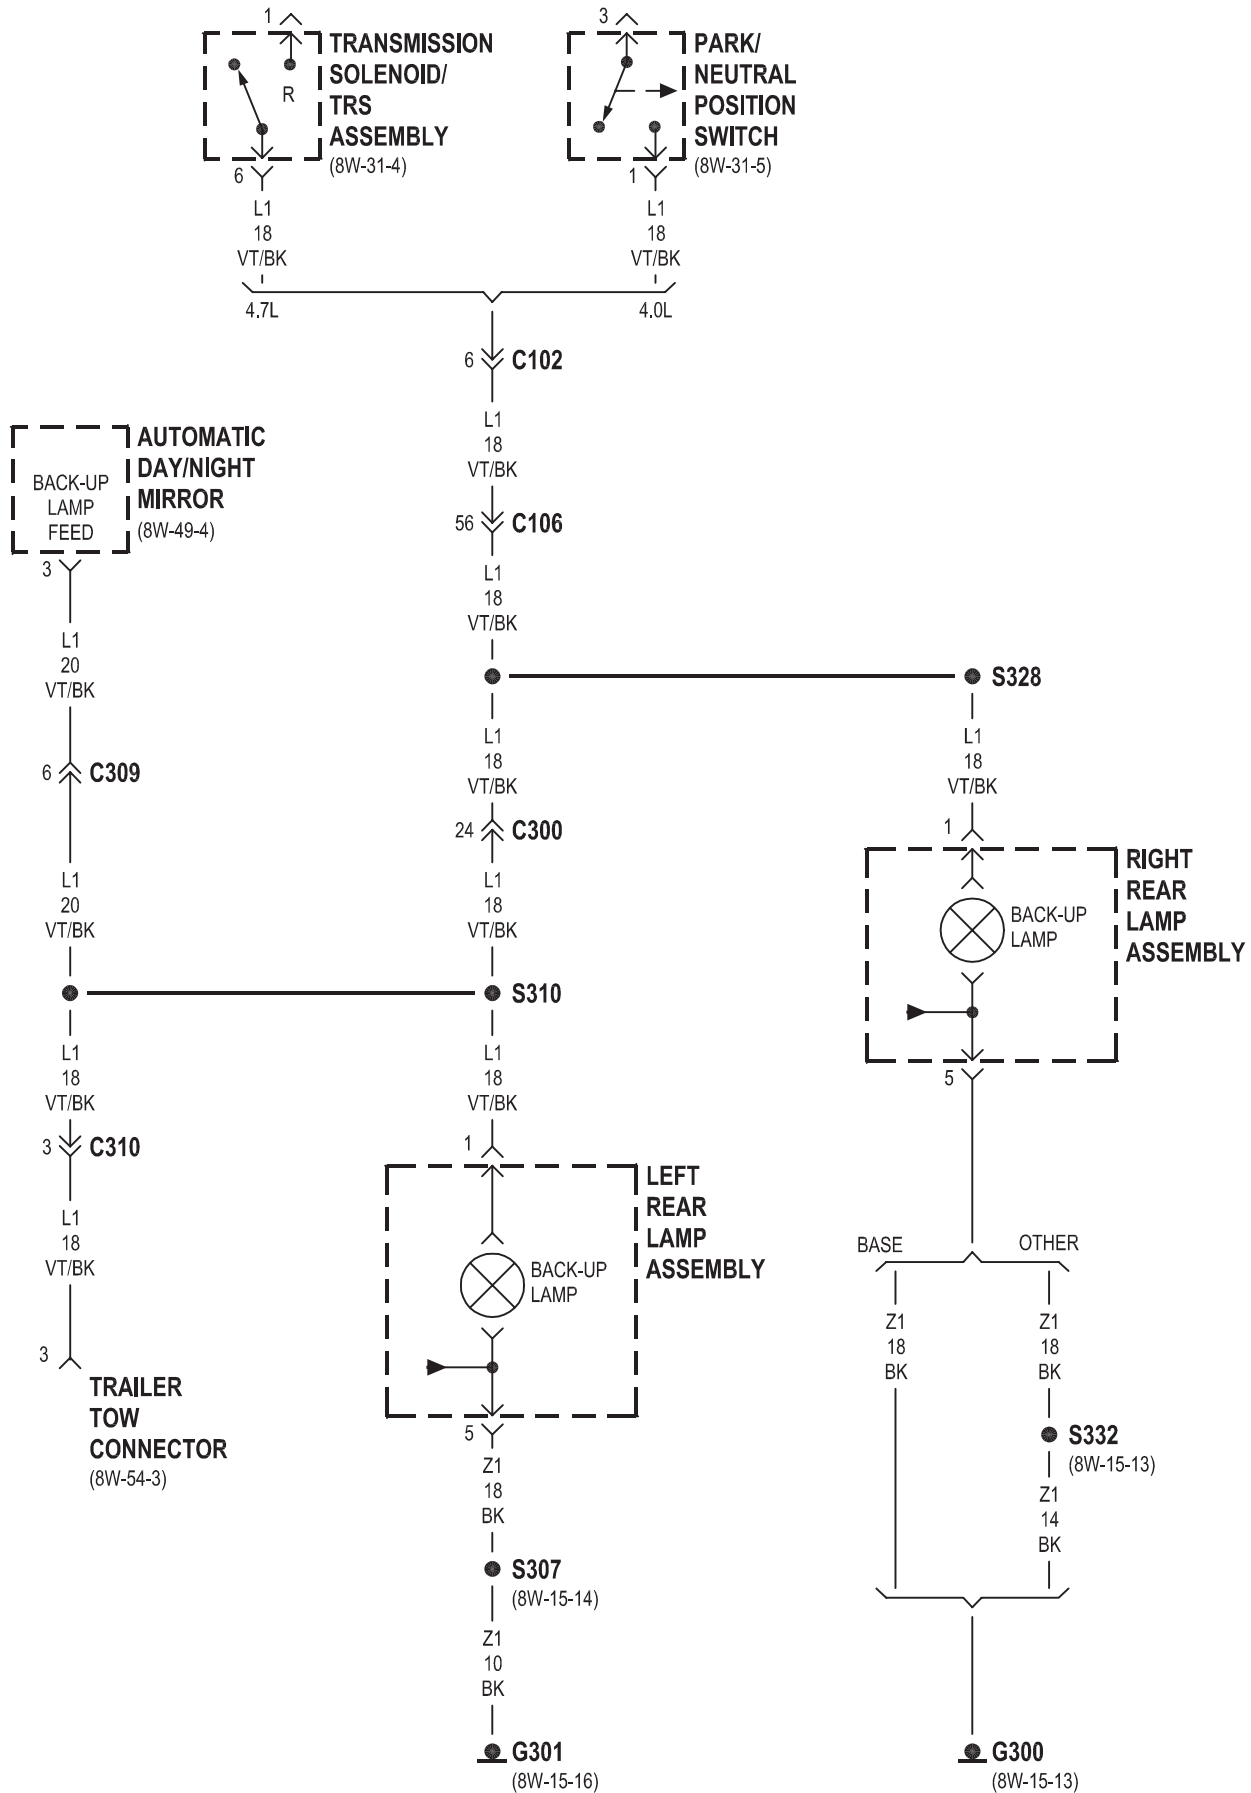 1
TRANSMISSION
SOLENOID/
TRS
ASSEMBLY
(8W-31-4)
R
6
L1
18
VT/BK
4.7L
3
PARK/
NEUTRAL
POSITION
SWITCH
(8W-31-5)
1
L1
18
VT/BK
4.0L
6
C102
L1
18
VT/BK
56
C106
L1
18
VT/BK
S328
AUTOMATIC
DAY/NIGHT
MIRROR
(8W-49-4)
BACK-UP
LAMP
FEED
3
L1
20
VT/BK
6
C309
L1
20
VT/BK
L1
18
VT/BK
24
C300
L1
18
VT/BK
S310
L1
18
VT/BK
3
C310
L1
18
VT/BK
3
TRAILER
TOW
CONNECTOR
(8W-54-3)
L1
18
VT/BK
1
LEFT
REAR
LAMP
ASSEMBLY
BACK-UP
LAMP
5
Z1
18
BK
S307
(8W-15-14)
Z1
10
BK
G301
(8W-15-16)
L1
18
VT/BK
1
RIGHT
REAR
LAMP
ASSEMBLY
BACK-UP
LAMP
5
BASE
OTHER
Z1
18
BK
Z1
18
BK
S332
(8W-15-13)
Z1
14
BK
G300
(8W-15-13)